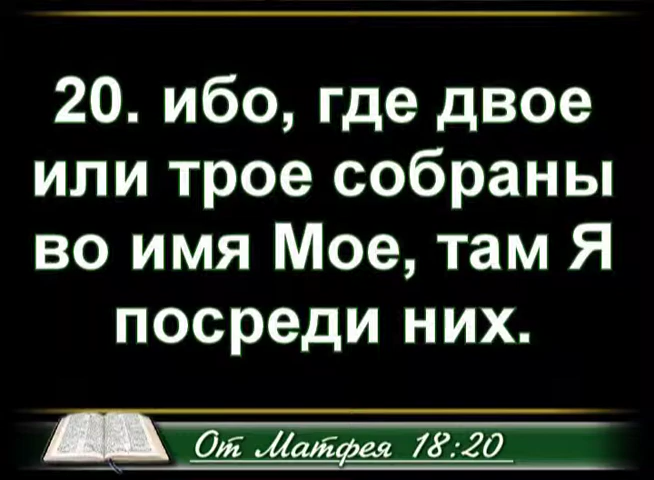 20. ибо, где двое
или трое собраны
во имя Мое, там Я
посреди них.
От Матфея 18:20